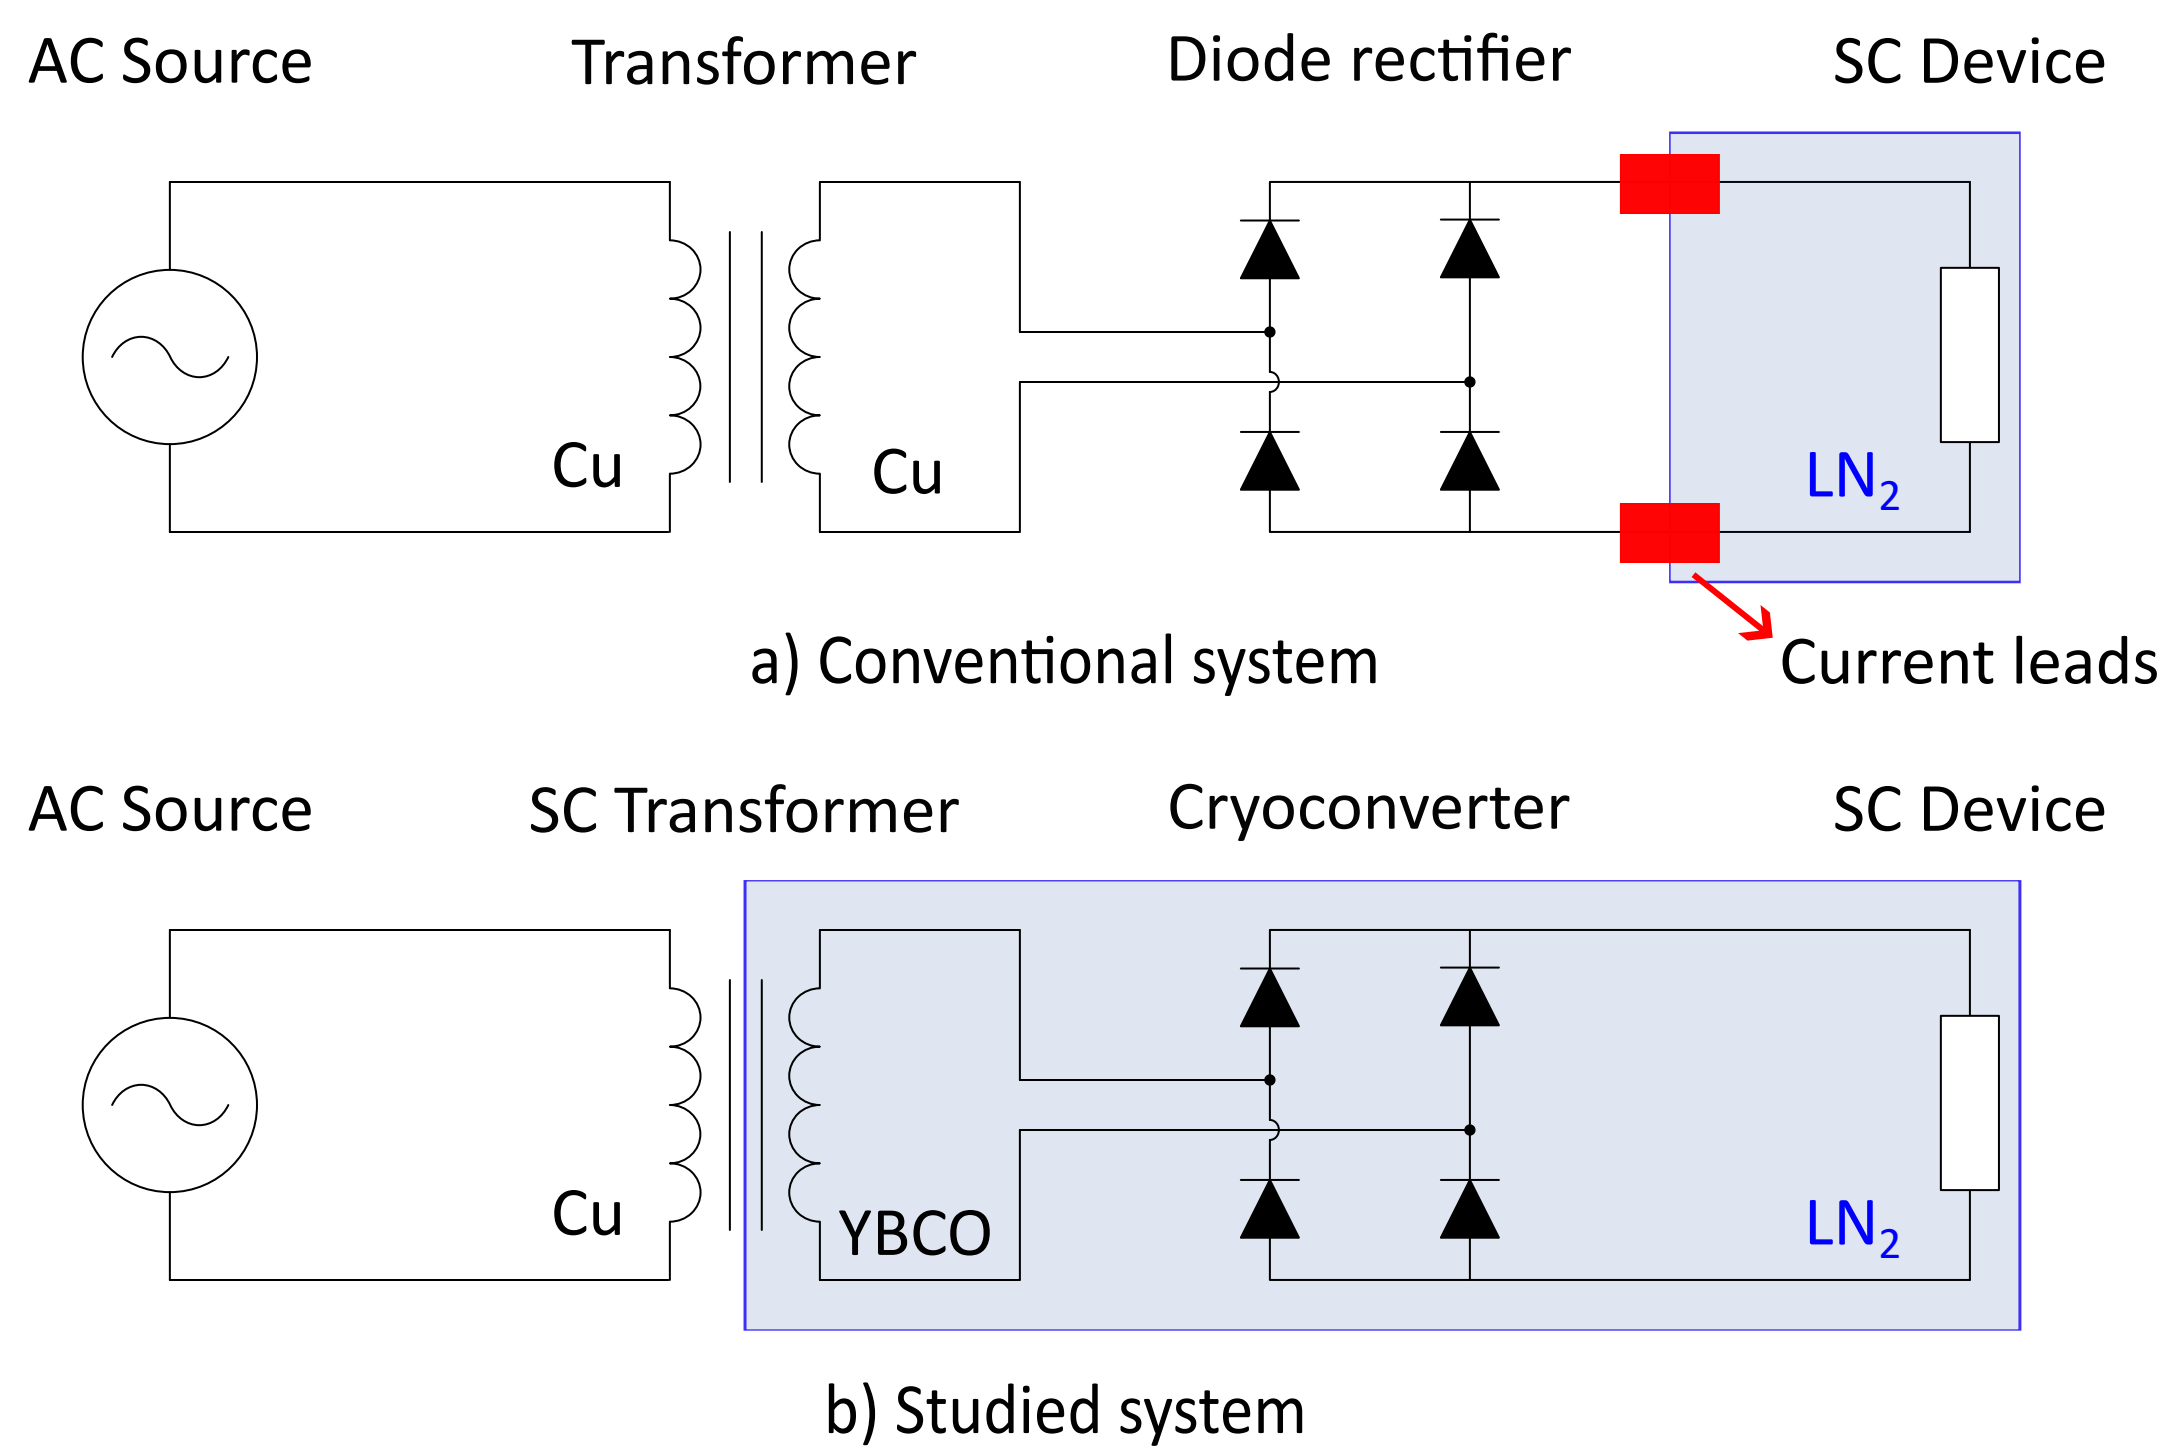 AC Source
Transformer
Diode rectifier
SC Device
Cu
Cu
LN₂
a) Conventional system
Current leads
AC Source
SC Transformer
Cryoconverter
SC Device
Cu
YBCO
LN₂
b) Studied system